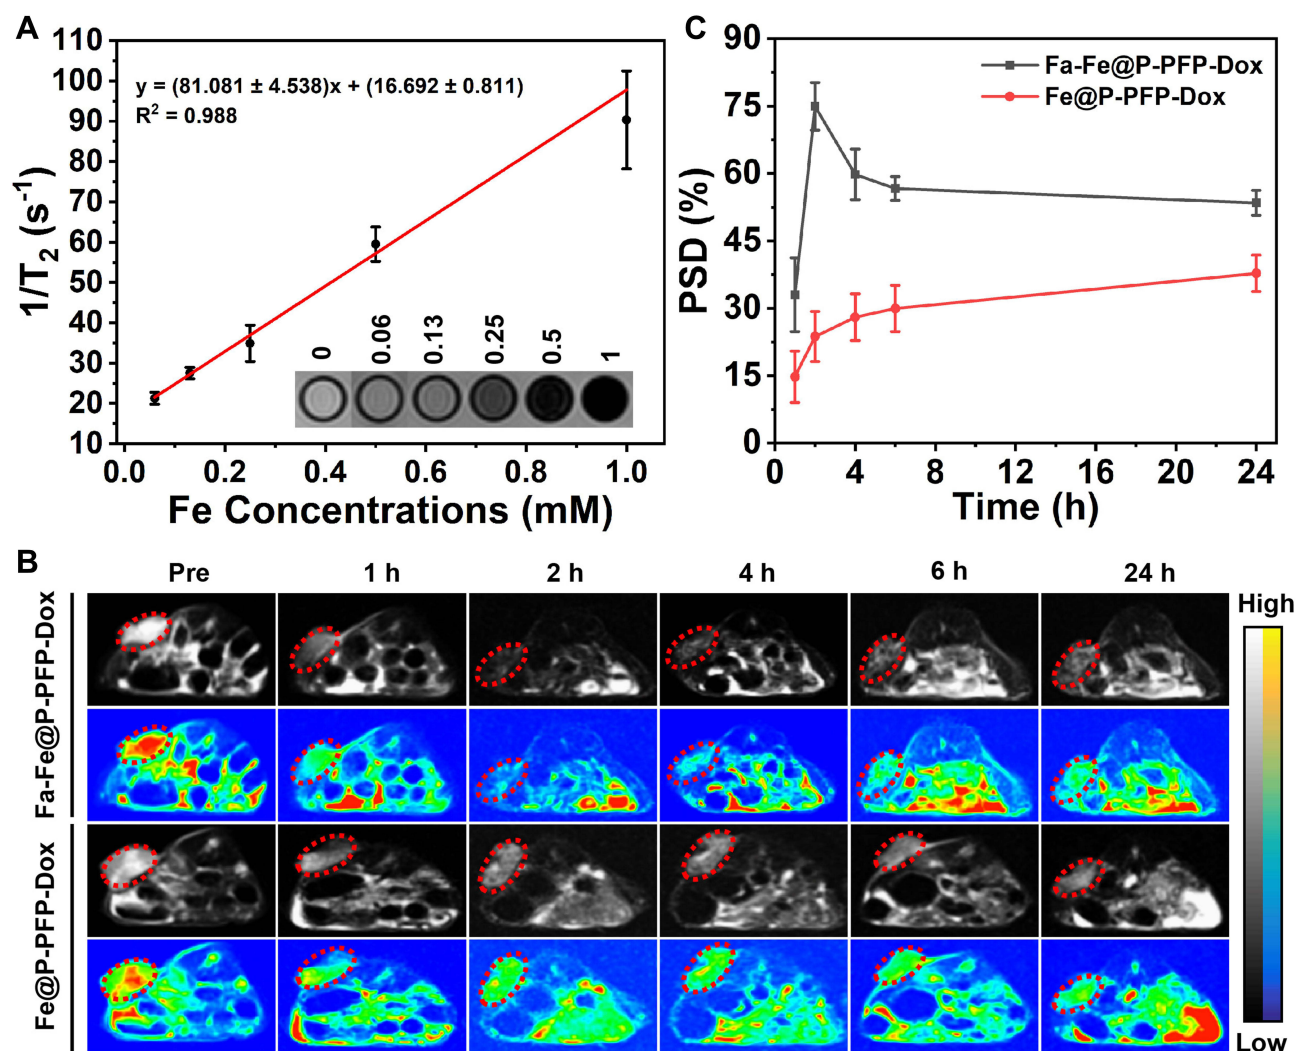 A
110
100
90
80
70
60
50
40
30
20
10
1/T2 (s-1)
y = (81.081 ± 4.538)x + (16.692 ± 0.811)
R2 = 0.988
0 0.06 0.13 0.25 0.5 1
0.0 0.2 0.4 0.6 0.8 1.0
Fe Concentrations (mM)
C
90
75
60
45
30
15
0
PSD (%)
Fa-Fe@P-PFP-Dox
Fe@P-PFP-Dox
0 4 8 12 16 20 24
Time (h)
B
Pre 1 h 2 h 4 h 6 h 24 h
Fa-Fe@P-PFP-Dox
Fe@P-PFP-Dox
High
Low